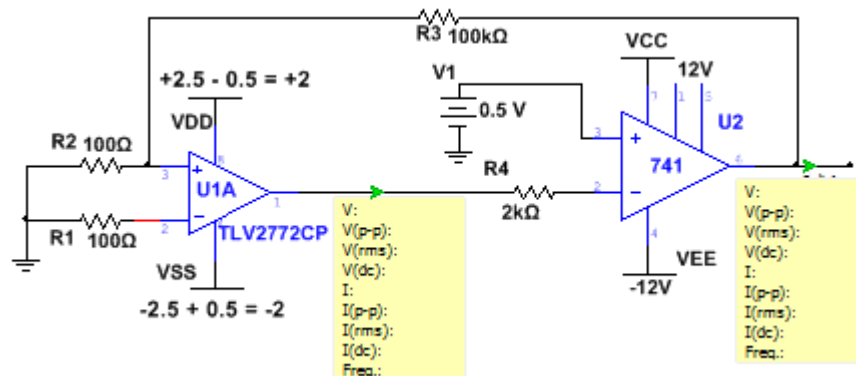 R3
100kΩ
+2.5 - 0.5 = +2
VDD
V1
0.5 V
VCC
12V
7
1
5
U2
R2
100Ω
3
+
U1A
8
1
2
−
TLV2772CP
R1
100Ω
R4
2kΩ
3
+
741
2
−
6
4
VSS
-2.5 + 0.5 = -2
VEE
-12V
V:
V(p-p):
V(rms):
V(dc):
I:
I(p-p):
I(rms):
I(dc):
Freq.:
V:
V(p-p):
V(rms):
V(dc):
I:
I(p-p):
I(rms):
I(dc):
Freq.: